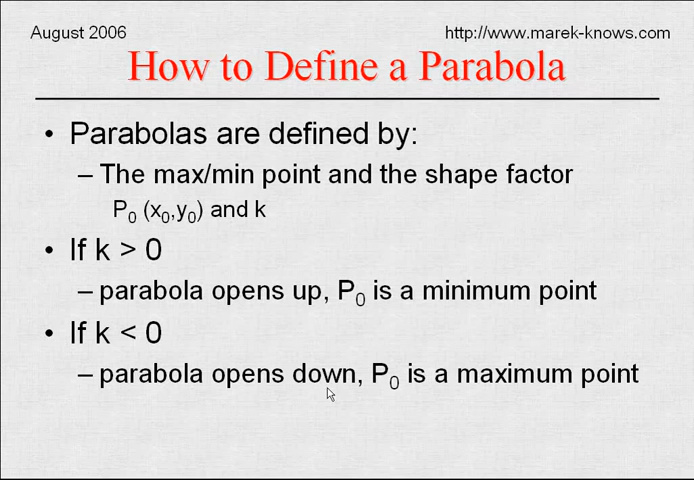 August 2006 http://www.marek-knows.com
How to Define a Parabola
• Parabolas are defined by:
– The max/min point and the shape factor
P₀ (x₀,y₀) and k
• If k > 0
– parabola opens up, P₀ is a minimum point
• If k < 0
– parabola opens down, P₀ is a maximum point